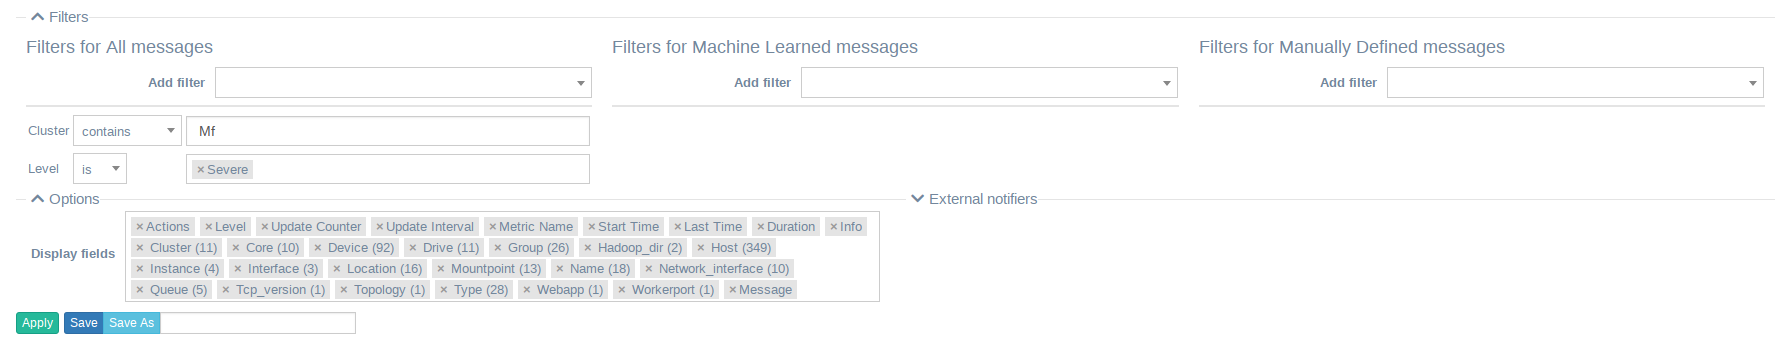 Filters
Filters for All messages
Filters for Machine Learned messages
Filters for Manually Defined messages
Add filter
Add filter
Add filter
Cluster contains Mf
Level is ×Severe
Options
External notifiers
Display fields
×Actions ×Level ×Update Counter ×Update Interval ×Metric Name ×Start Time ×Last Time ×Duration ×Info
× Cluster (11) × Core (10) × Device (92) × Drive (11) × Group (26) × Hadoop_dir (2) × Host (349)
× Instance (4) × Interface (3) × Location (16) × Mountpoint (13) × Name (18) × Network_interface (10)
× Queue (5) × Tcp_version (1) × Topology (1) × Type (28) × Webapp (1) × Workerport (1) ×Message
Apply Save Save As